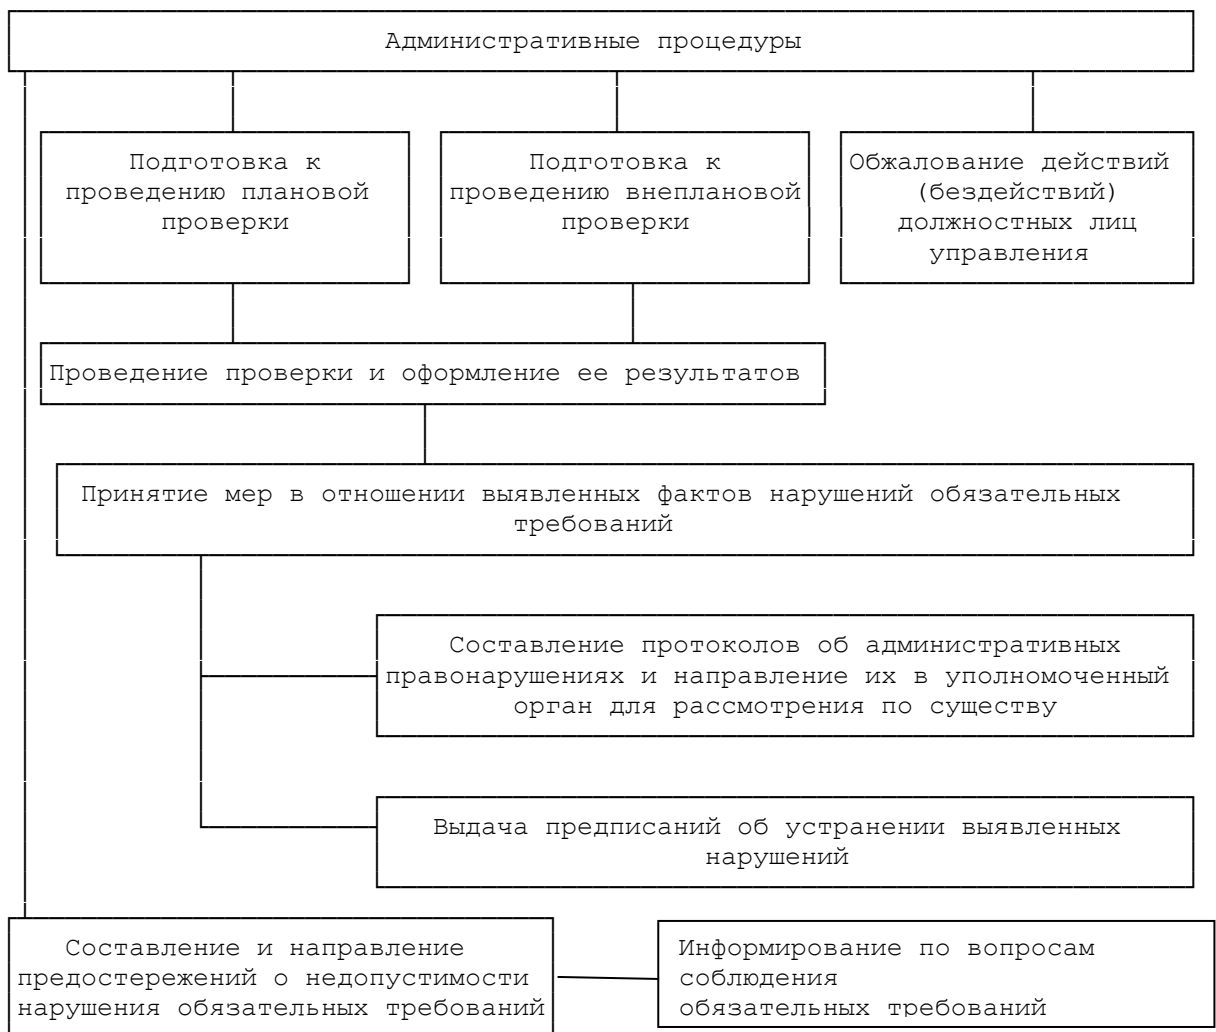 Административные процедуры
Подготовка к
проведению плановой
проверки
Подготовка к
проведению внеплановой
проверки
Обжалование действий
(бездействий)
должностных лиц
управления
Проведение проверки и оформление ее результатов
Принятие мер в отношении выявленных фактов нарушений обязательных
требований
Составление протоколов об административных
правонарушениях и направление их в уполномоченный
орган для рассмотрения по существу
Выдача предписаний об устранении выявленных
нарушений
Составление и направление
предостережений о недопустимости
нарушения обязательных требований
Информирование по вопросам
соблюдения
обязательных требований